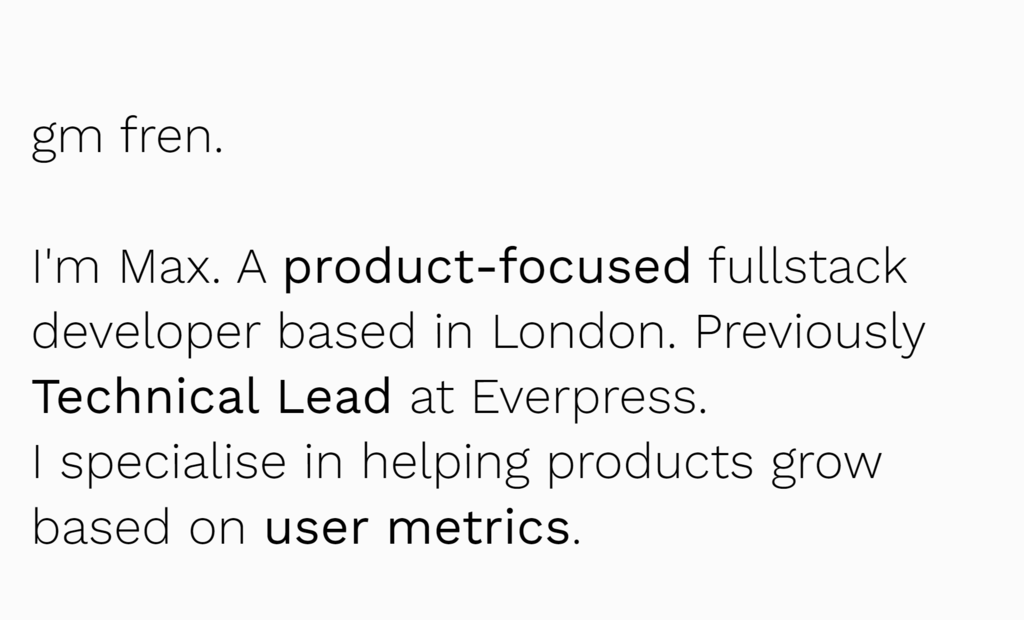 gm fren.
I'm Max. A product-focused fullstack
developer based in London. Previously
Technical Lead at Everpress.
I specialise in helping products grow
based on user metrics.